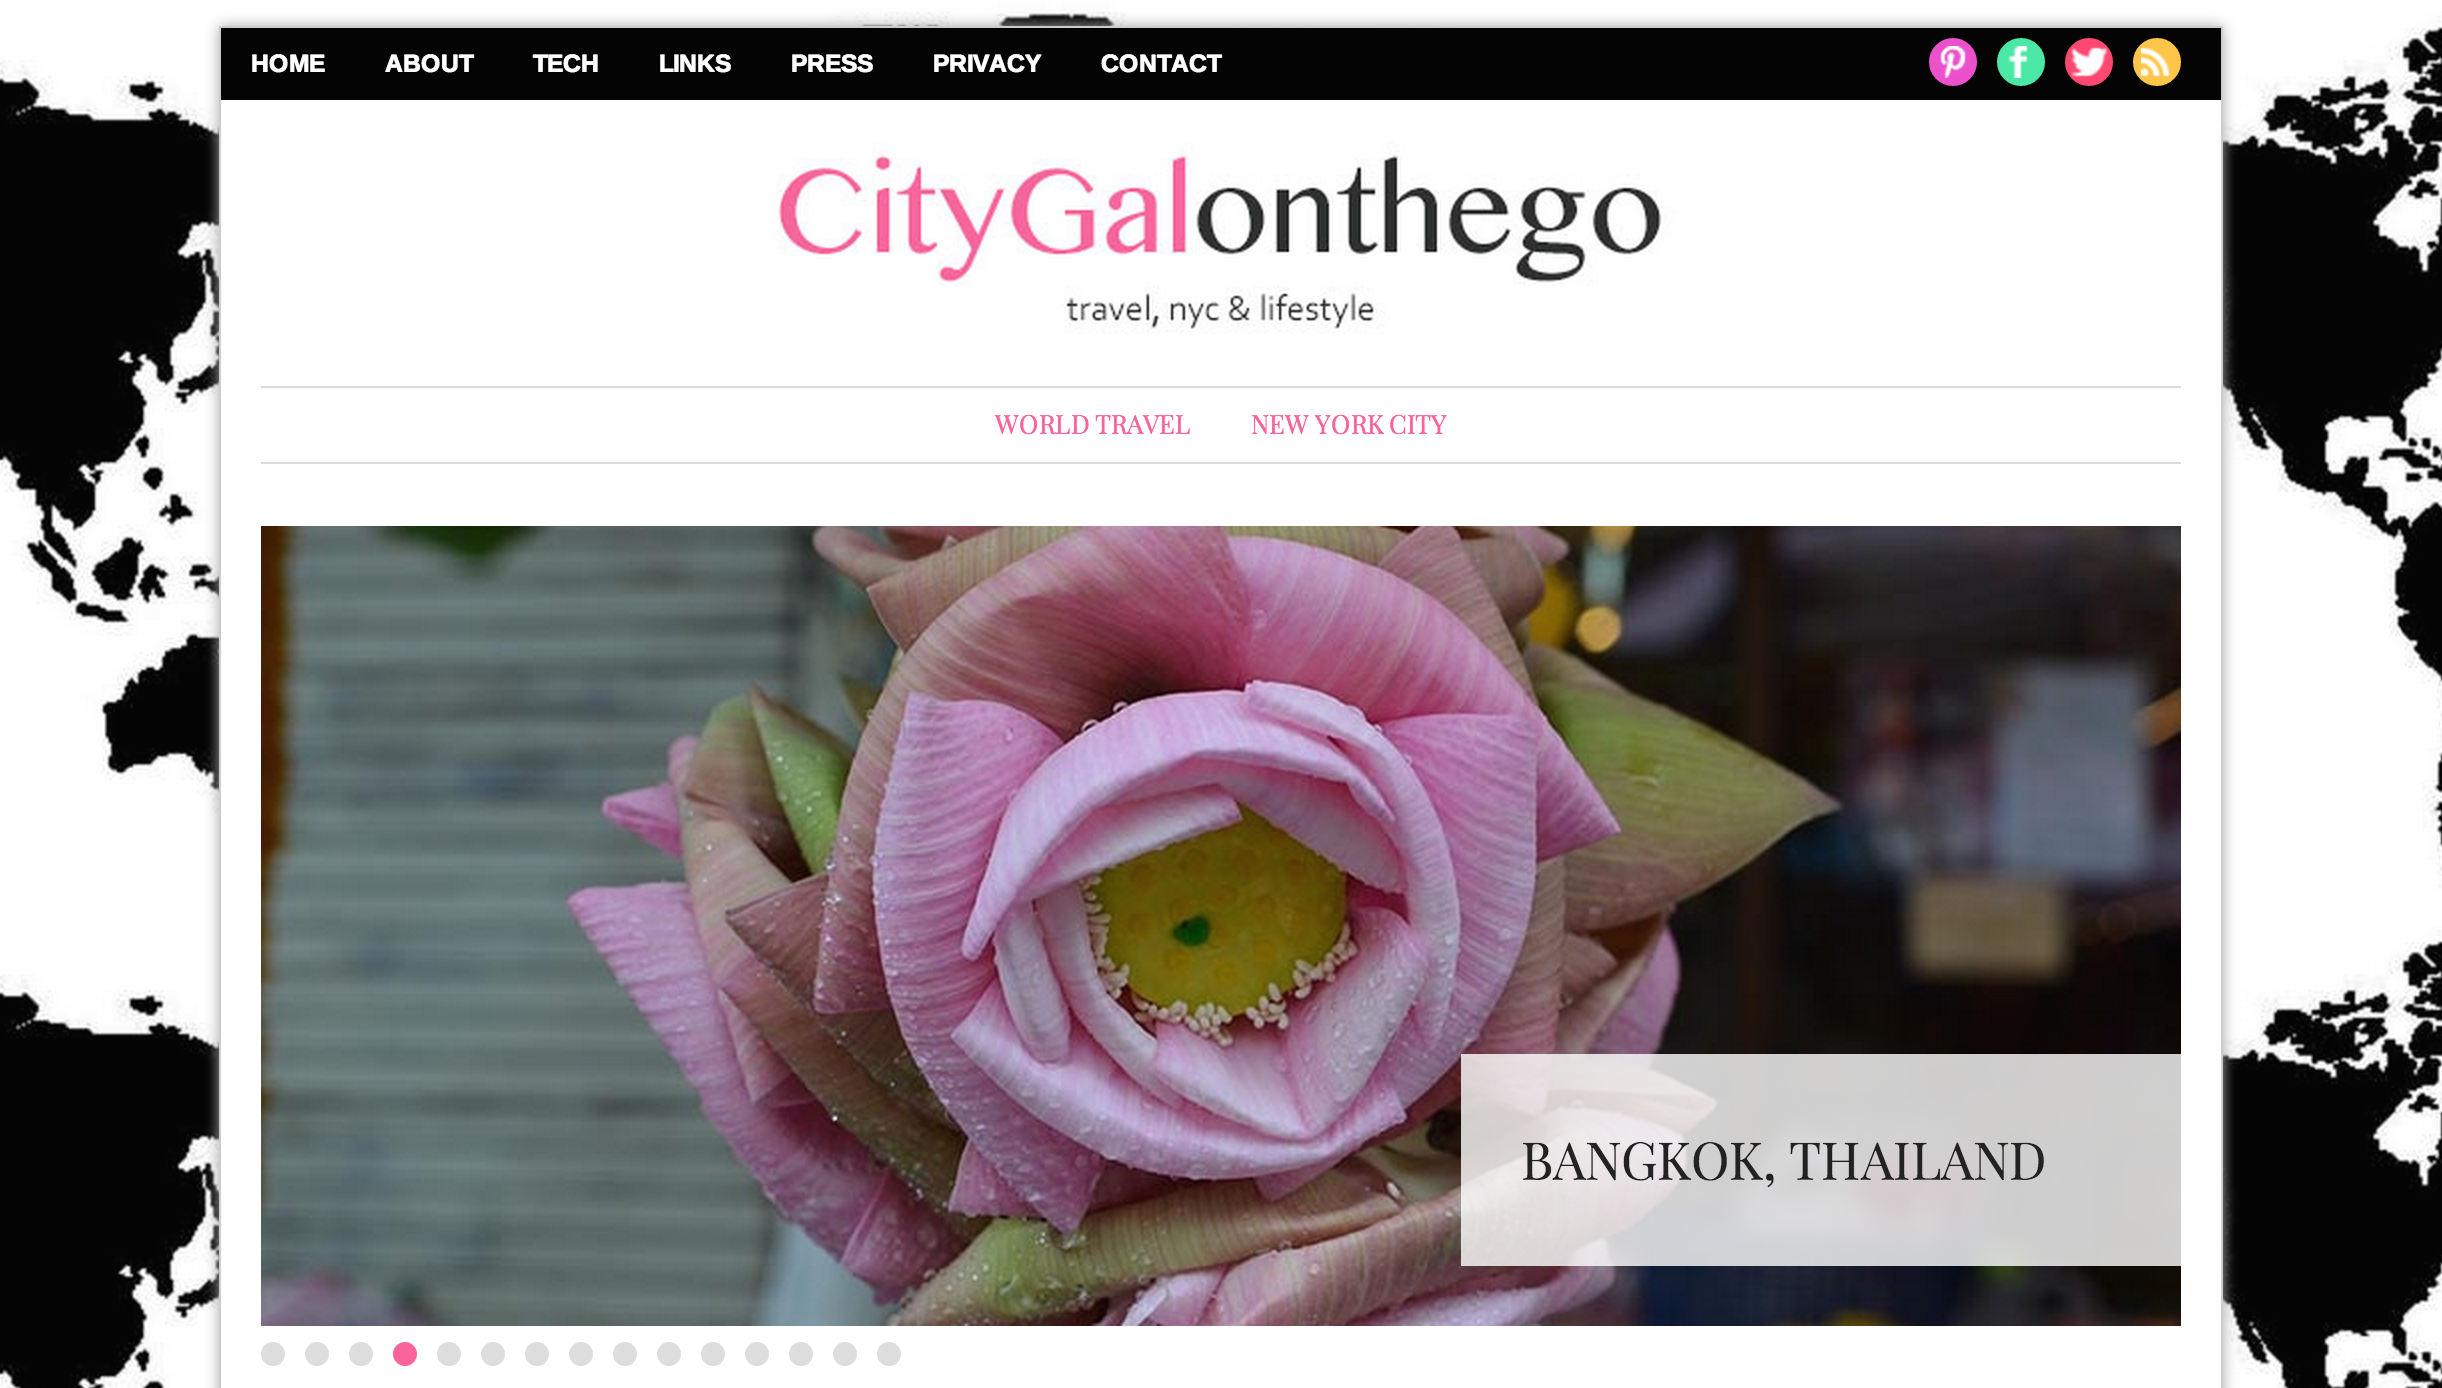 HOME ABOUT TECH LINKS PRESS PRIVACY CONTACT
CityGalonthego
travel, nyc & lifestyle
WORLD TRAVEL NEW YORK CITY
BANGKOK, THAILAND